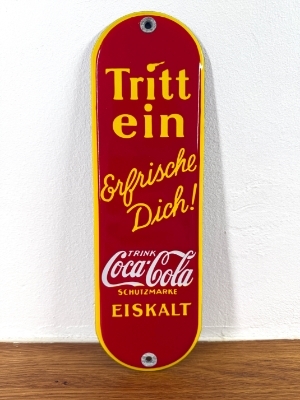 Tritt
ein
Erfrische
Dich!
TRINK
Coca-Cola
SCHUTZMARKE
EISKALT